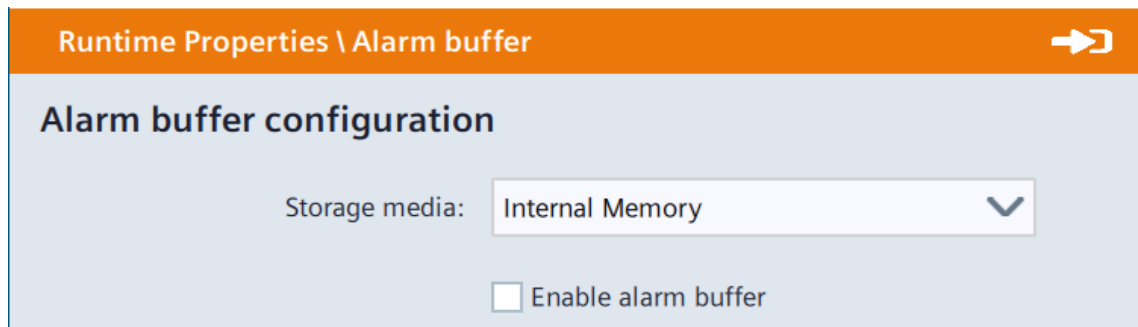 Runtime Properties \ Alarm buffer
Alarm buffer configuration
Storage media: Internal Memory
Enable alarm buffer